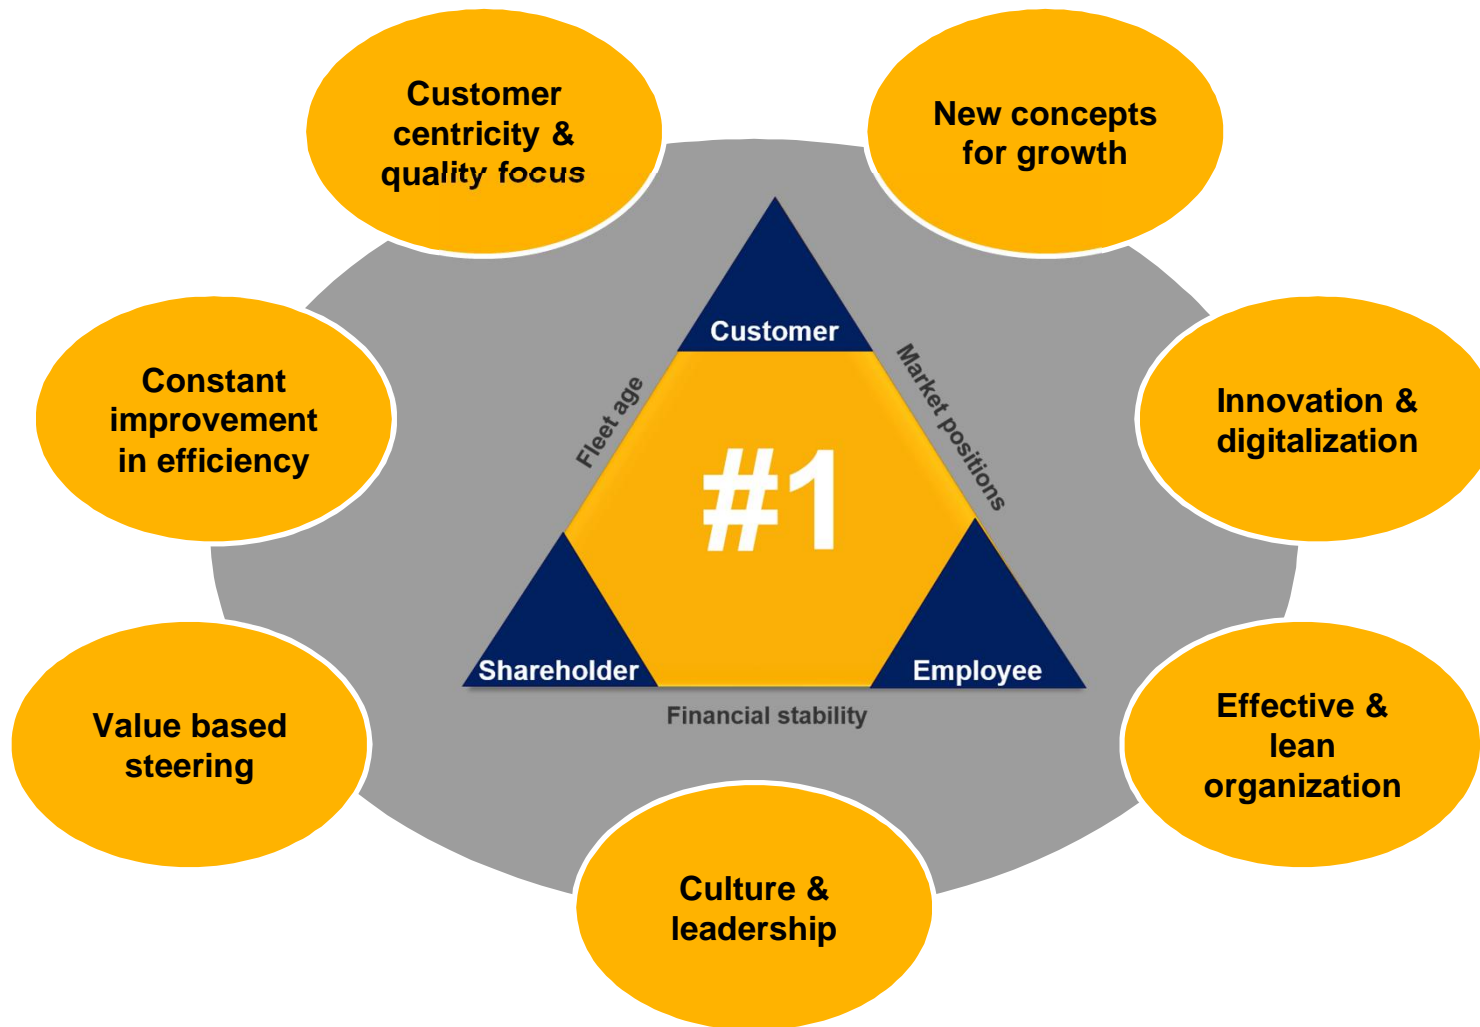 Customer
centricity &
quality focus
New concepts
for growth
Constant
improvement
in efficiency
Innovation &
digitalization
Value based
steering
Effective &
lean
organization
Culture &
leadership
Customer
Fleet age
Market positions
#1
Shareholder
Employee
Financial stability